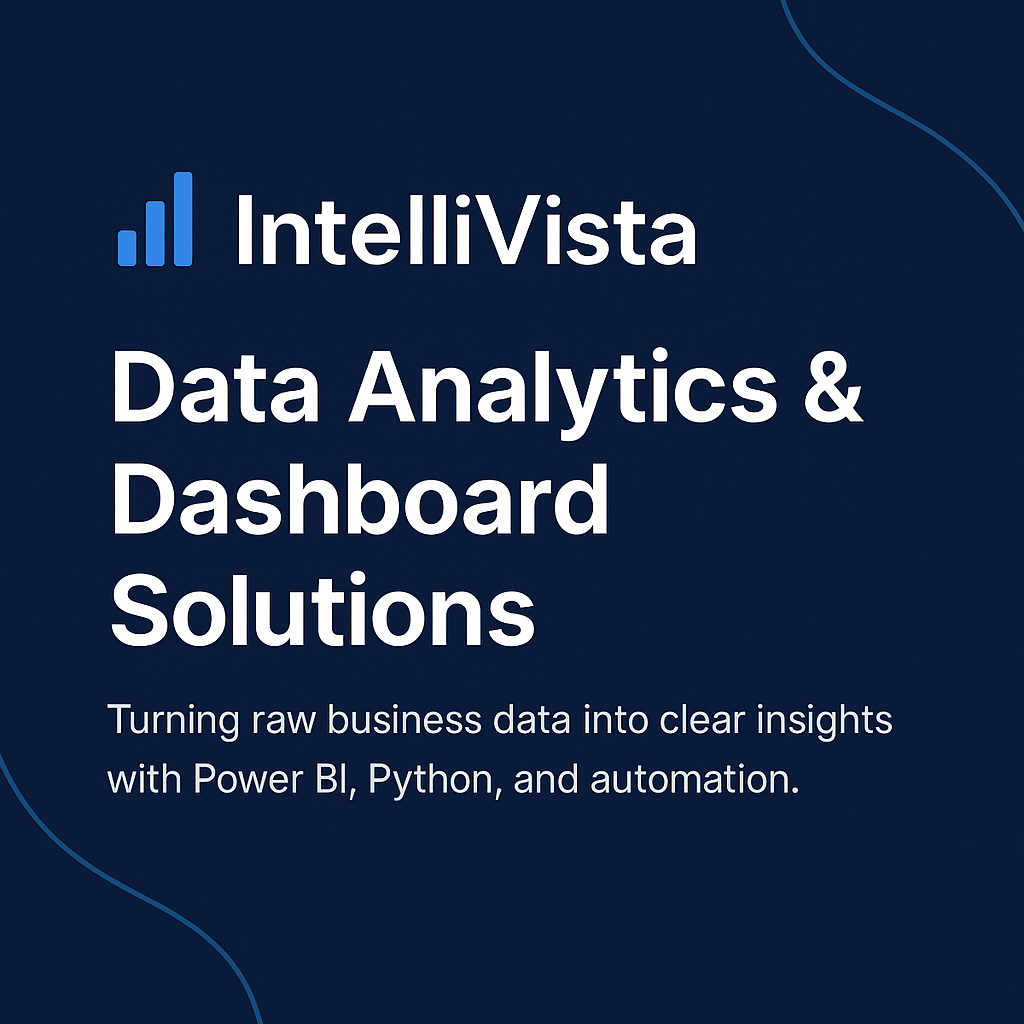 IntelliVista
Data Analytics &
Dashboard
Solutions
Turning raw business data into clear insights
with Power BI, Python, and automation.